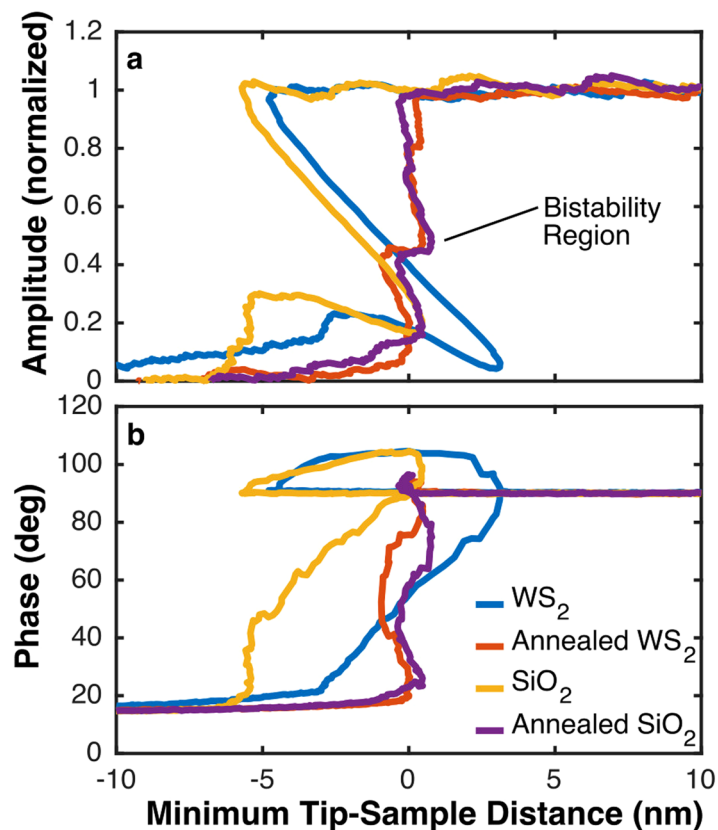 a
Amplitude (normalized)
1.2
1
0.8
0.6
0.4
0.2
0
Bistability
Region
b
Phase (deg)
120
100
80
60
40
20
0
WS₂
Annealed WS₂
SiO₂
Annealed SiO₂
-10 -5 0 5 10
Minimum Tip-Sample Distance (nm)